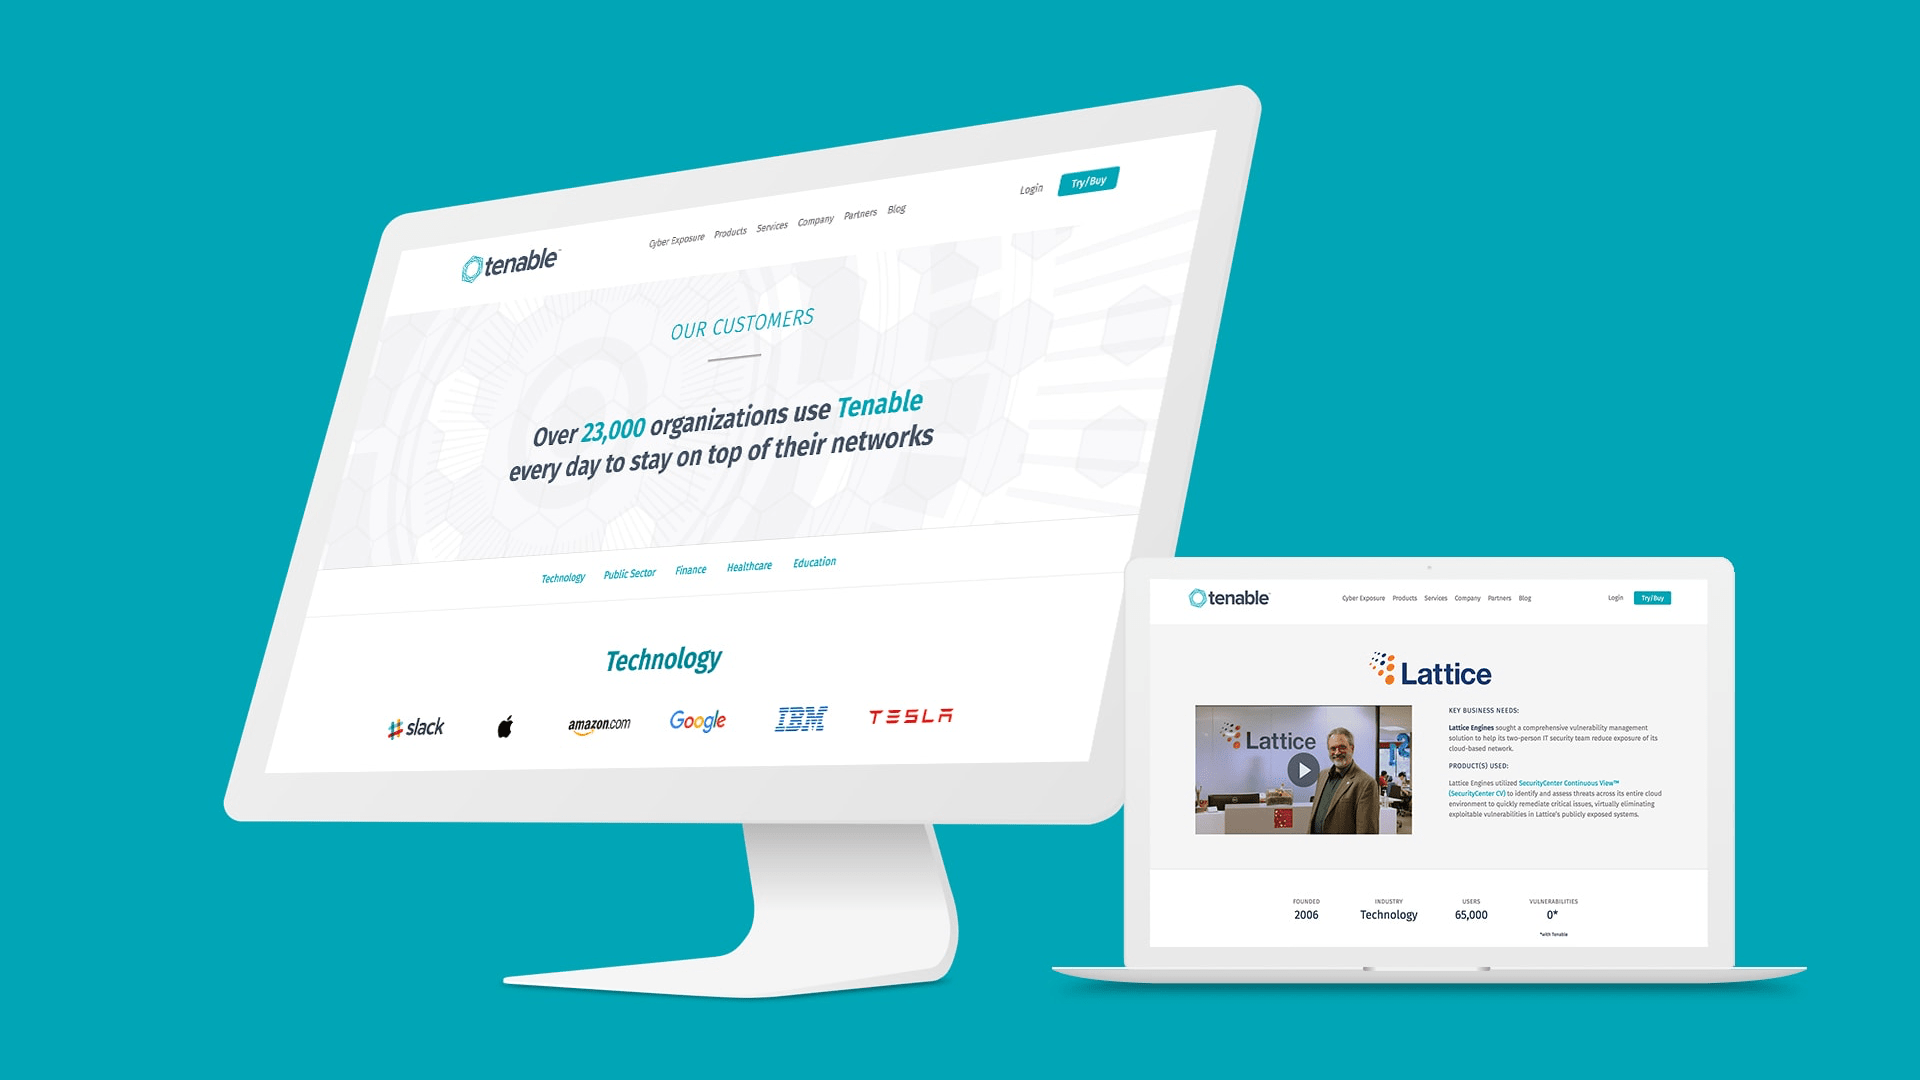 tenable
Cyber Exposure Products Services Company Partners Blog
Login Try/Buy
OUR CUSTOMERS
Over 23,000 organizations use Tenable
every day to stay on top of their networks
Technology Public Sector Finance Healthcare Education
Technology
slack amazon.com Google IBM TESLA
tenable
Cyber Exposure Products Services Company Partners Blog
Login Try/Buy
Lattice
Lattice
KEY BUSINESS NEEDS:
Lattice Engines sought a comprehensive vulnerability management
solution to help its two-person IT security team reduce exposure of its
cloud-based network.
PRODUCT(S) USED:
Lattice Engines utilized SecurityCenter Continuous View™
(SecurityCenter CV) to identify and assess threats across its entire cloud
environment to quickly remediate critical issues, virtually eliminating
exploitable vulnerabilities in Lattice's publicly exposed systems.
FOUNDED INDUSTRY USERS VULNERABILITIES
2006 Technology 65,000 0*
*with Tenable